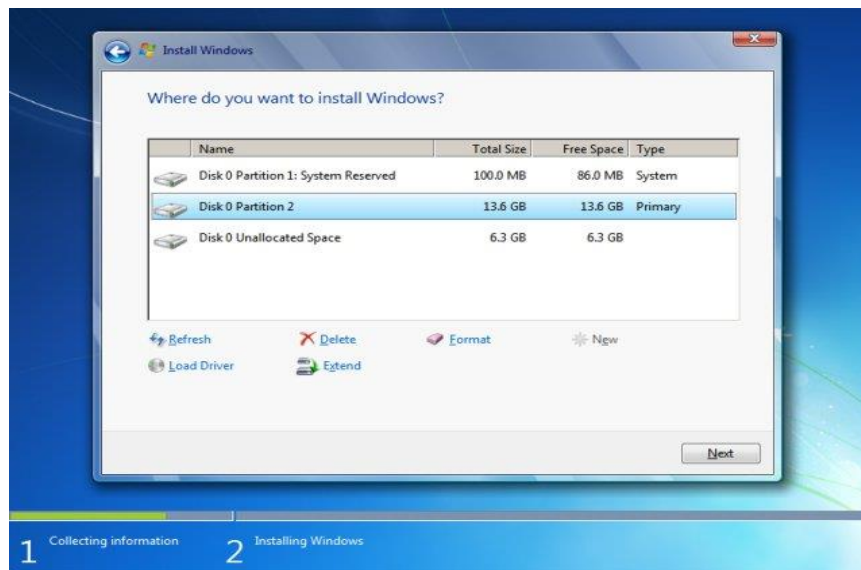 Install Windows
Where do you want to install Windows?
Name Total Size Free Space Type
Disk 0 Partition 1: System Reserved 100.0 MB 86.0 MB System
Disk 0 Partition 2 13.6 GB 13.6 GB Primary
Disk 0 Unallocated Space 6.3 GB 6.3 GB
Refresh Delete Format New
Load Driver Extend
Next
1 Collecting information 2 Installing Windows